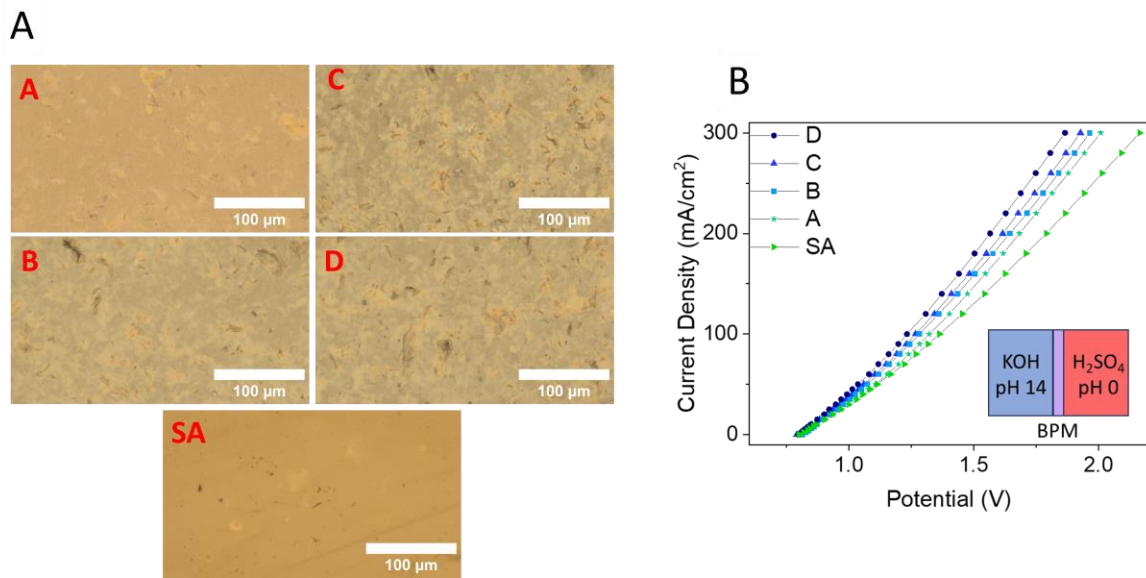 A
A
100 µm
C
100 µm
B
100 µm
D
100 µm
SA
100 µm
B
300
200
100
0
Current Density (mA/cm²)
D
C
B
A
SA
KOH
pH 14
H₂SO₄
pH 0
BPM
1.0
1.5
2.0
Potential (V)